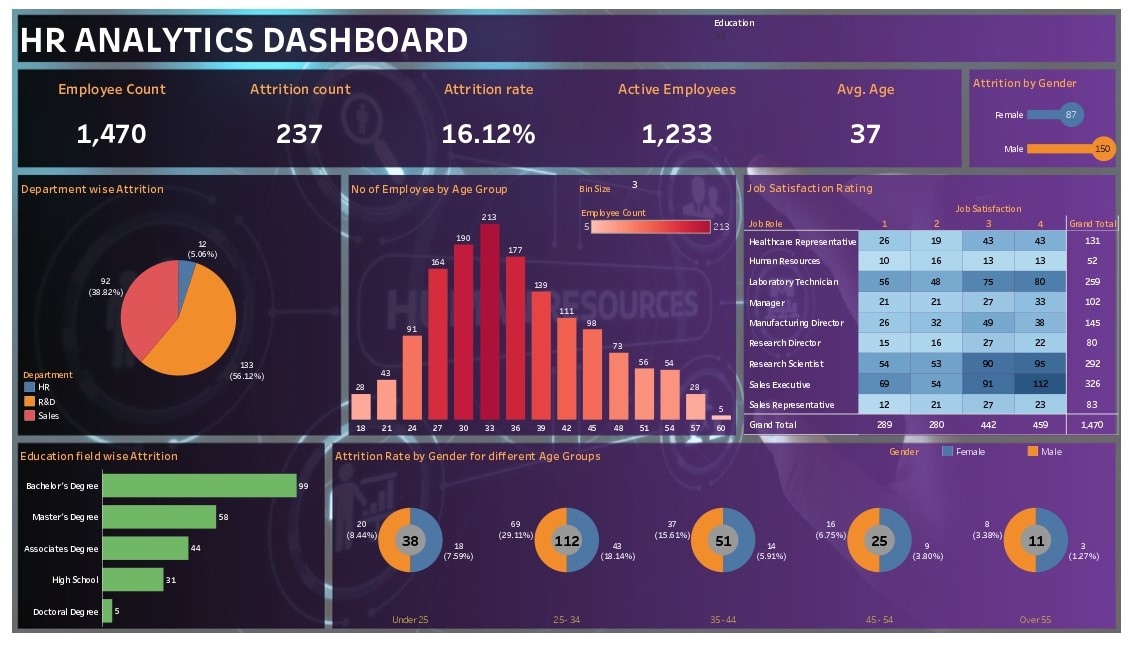 HR ANALYTICS DASHBOARD
Education
Employee Count
Attrition count
Attrition rate
Active Employees
Avg. Age
1,470
237
16.12%
1,233
37
Attrition by Gender
Female 87
Male 150
Department wise Attrition
12
(5.06%)
92
(38.82%)
133
(56.12%)
Department
HR
R&D
Sales
No of Employee by Age Group
Bin Size 3
Employee Count
5 213
28 43 91 164 190 213 177 139 111 98 73 56 54 28 5
18 21 24 27 30 33 36 39 42 45 48 51 54 57 60
HUMAN RESOURCES
Job Satisfaction Rating
Job Satisfaction
Job Role 1 2 3 4 Grand Total
Healthcare Representative 26 19 43 43 131
Human Resources 10 16 13 13 52
Laboratory Technician 56 48 75 80 259
Manager 21 21 27 33 102
Manufacturing Director 26 32 49 38 145
Research Director 15 16 27 22 80
Research Scientist 54 53 90 95 292
Sales Executive 69 54 91 112 326
Sales Representative 12 21 27 23 83
Grand Total 289 280 442 459 1,470
Education field wise Attrition
Bachelor's Degree 99
Master's Degree 58
Associates Degree 44
High School 31
Doctoral Degree 5
Attrition Rate by Gender for different Age Groups
Gender Female Male
20
(8.44%)
38
18
(7.59%)
Under 25
69
(29.11%)
112
43
(18.14%)
25 - 34
37
(15.61%)
51
14
(5.91%)
35 - 44
16
(6.75%)
25
9
(3.80%)
45 - 54
8
(3.38%)
11
3
(1.27%)
Over 55